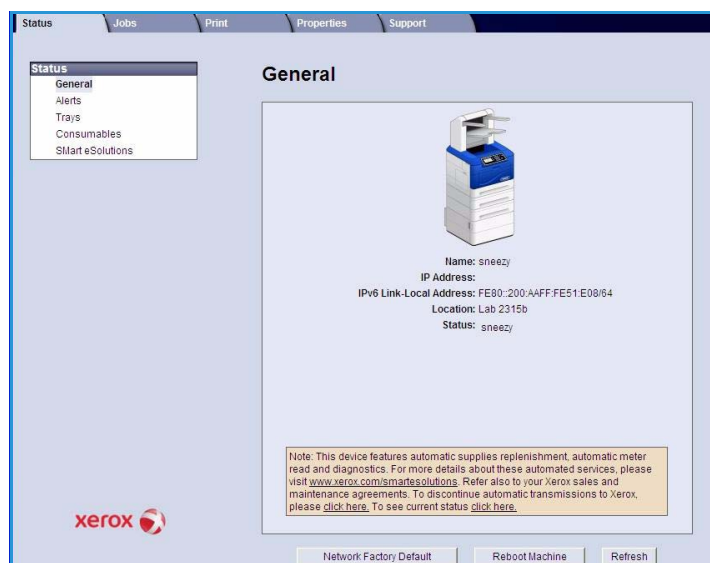 Status Jobs Print Properties Support
Status
General
Alerts
Trays
Consumables
SMart eSolutions
General
Name: sneezy
IP Address:
IPv6 Link-Local Address: FE80::200:AAFF:FE51:E08/64
Location: Lab 2315b
Status: sneezy
Note: This device features automatic supplies replenishment, automatic meter
read and diagnostics. For more details about these automated services, please
visit www.xerox.com/smartesolutions. Refer also to your Xerox sales and
maintenance agreements. To discontinue automatic transmissions to Xerox,
please click here. To see current status click here.
xerox
Network Factory Default Reboot Machine Refresh